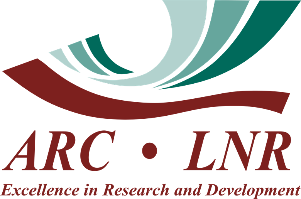 ARC • LNR
Excellence in Research and Development